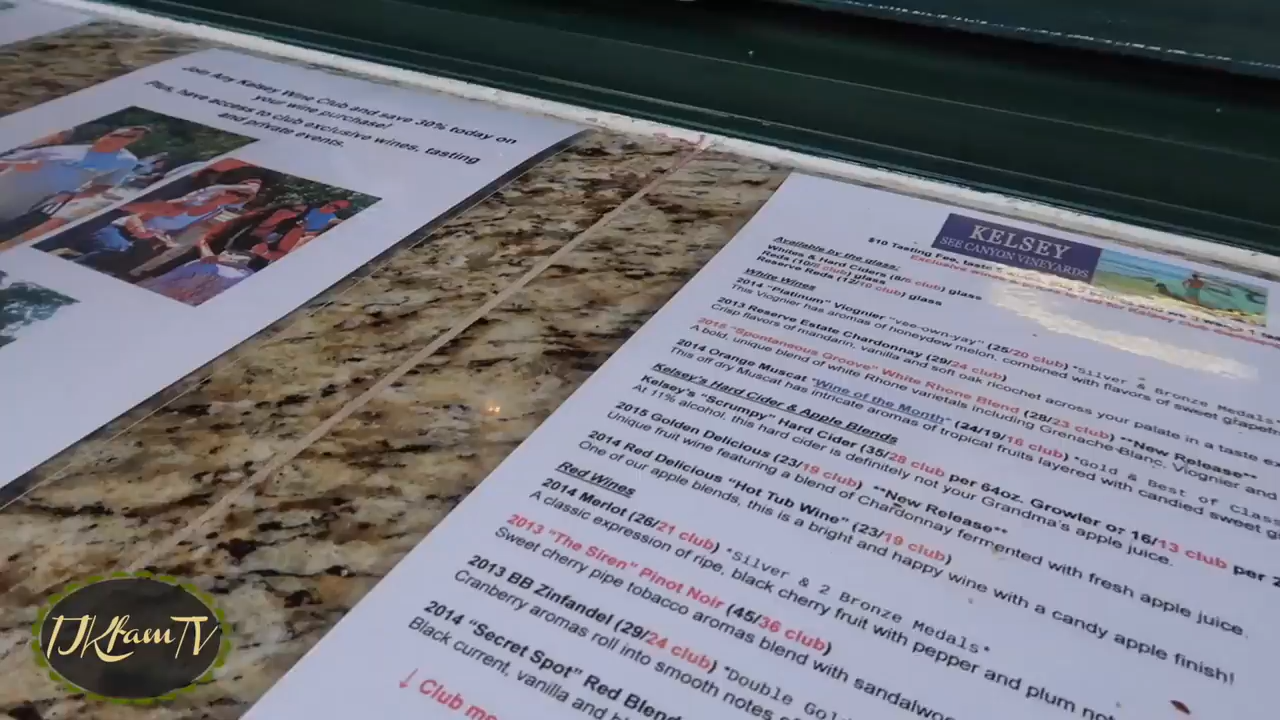 Join Any Kelsey Wine Club and save 30% today on
your wine purchase!
Plus, have access to club exclusive wines, tasting
and private events.
KELSEY
SEE CANYON VINEYARDS
$10 Tasting Fee, taste 5
Exclusive wines
Available by the glass:
Whites & Hard Ciders (8/6 club) glass
Reds (10/8 club) glass
Reserve Reds (12/10 club) glass
White Wines
2014 "Platinum" Viognier "vee-own-yay" (25/20 club) *Silver & Bronze Medals*
This Viognier has aromas of honeydew melon, combined with flavors of sweet grapefr
2013 Reserve Estate Chardonnay (29/24 club)
Crisp flavors of mandarin, vanilla and soft oak ricochet across your palate in a taste ex
2015 "Spontaneous Groove" White Rhone Blend (28/23 club) **New Release**
A bold, unique blend of white Rhone varietals including Grenache-Blanc, Viognier and
2014 Orange Muscat "Wine of the Month" (24/19/16 club) *Gold & Best of Class
This off dry Muscat has intricate aromas of tropical fruits layered with candied sweet g
Kelsey's Hard Cider & Apple Blends
Kelsey's "Scrumpy" Hard Cider (35/28 club per 64oz. Growler or 16/13 club per
At 11% alcohol, this hard cider is definitely not your Grandma's apple juice.
2015 Golden Delicious (23/19 club) **New Release**
Unique fruit wine featuring a blend of Chardonnay fermented with fresh apple juice.
2014 Red Delicious "Hot Tub Wine" (23/19 club)
One of our apple blends, this is a bright and happy wine with a candy apple finish!
Red Wines
2014 Merlot (26/21 club) *Silver & 2 Bronze Medals*
A classic expression of ripe, black cherry fruit with pepper and plum not
2013 "The Siren" Pinot Noir (45/36 club)
Sweet cherry pipe tobacco aromas blend with sandalwo
2013 BB Zinfandel (29/24 club) *Double Gol
Cranberry aromas roll into smooth notes
2014 "Secret Spot" Red Blend
Black current, vanilla and
↓ Club me
TJKfamTV